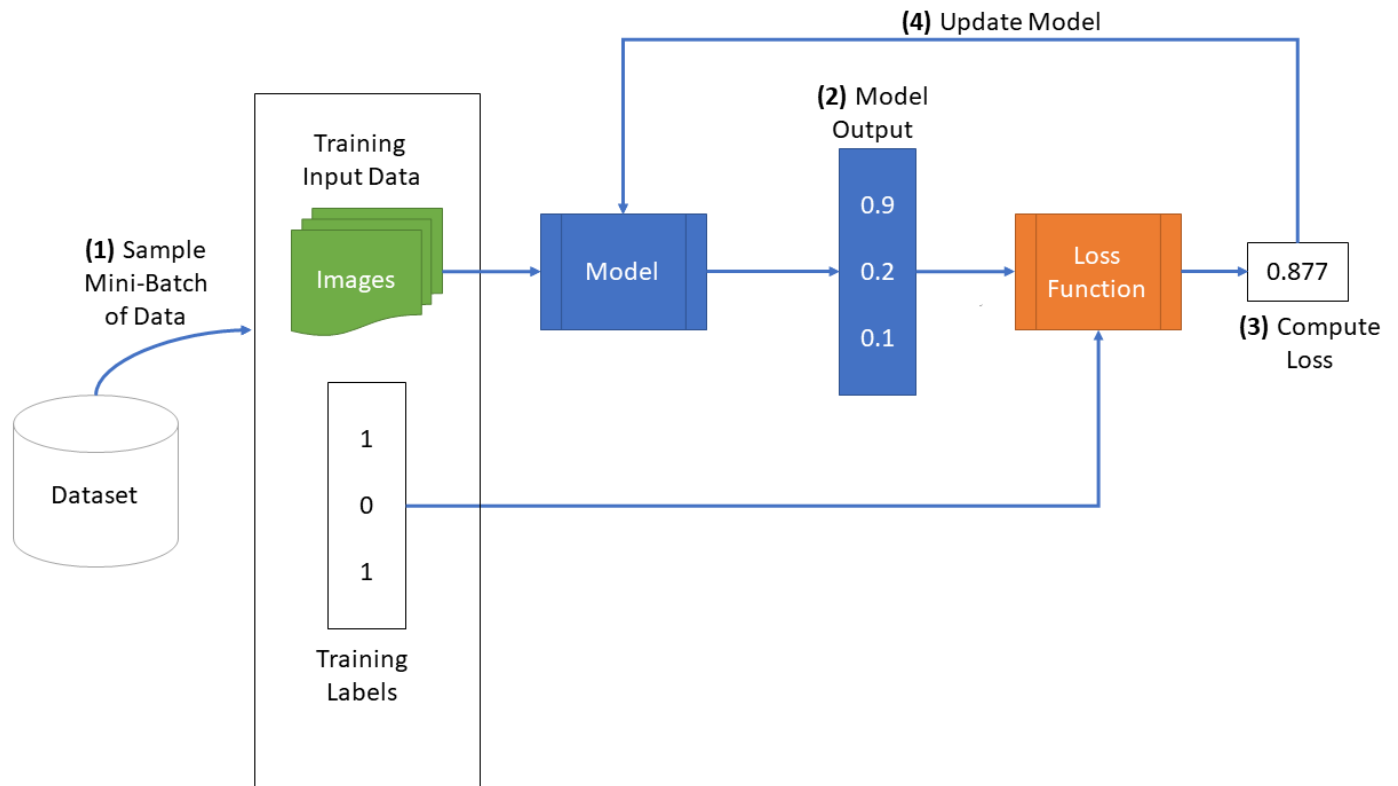 (4) Update Model
(2) Model
Output
Training
Input Data
0.9
(1) Sample
Mini-Batch
of Data
Images
Model
0.2
Loss
Function
0.877
0.1
(3) Compute
Loss
1
Dataset
0
1
Training
Labels